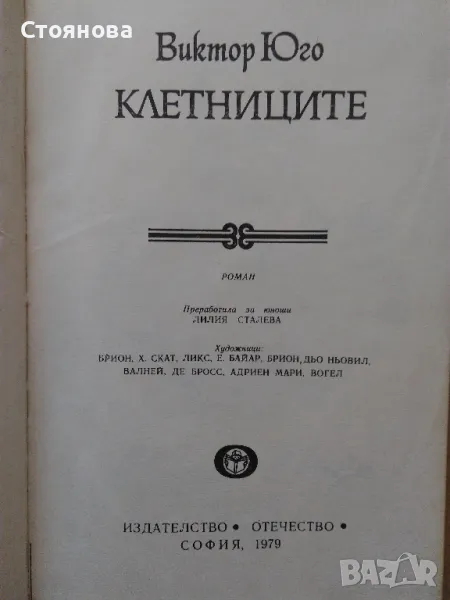 Стоянова
Виктор Юго
КЛЕТНИЦИТЕ
РОМАН
Преработила за юноши
ЛИЛИЯ СТАЛЕВА
Художници:
БРИОН, Х. СКАТ, ЛИКС, Е. БАЙАР, БРИОН, ДЬО НЬОВИЛ,
ВАЛНЕЙ, ДЕ БРОСС, АДРИЕН МАРИ, ВОГЕЛ
ИЗДАТЕЛСТВО • ОТЕЧЕСТВО •
СОФИЯ, 1979
BAZAR